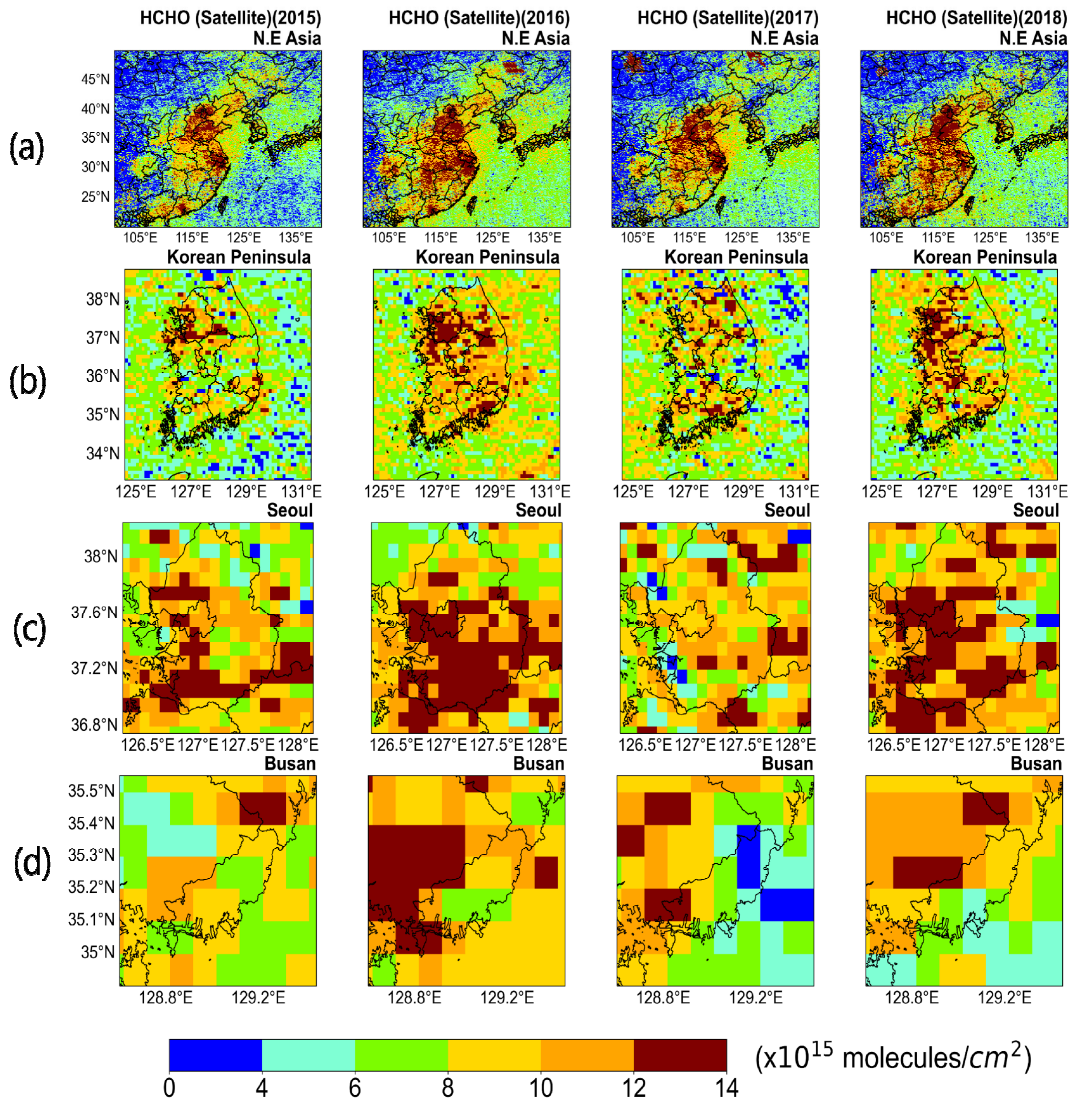 HCHO (Satellite)(2015) HCHO (Satellite)(2016) HCHO (Satellite)(2017) HCHO (Satellite)(2018)
N.E Asia N.E Asia N.E Asia N.E Asia
(a)
45°N
40°N
35°N
30°N
25°N
105°E 115°E 125°E 135°E 105°E 115°E 125°E 135°E 105°E 115°E 125°E 135°E 105°E 115°E 125°E 135°E
Korean Peninsula Korean Peninsula Korean Peninsula Korean Peninsula
(b)
38°N
37°N
36°N
35°N
34°N
125°E 127°E 129°E 131°E 125°E 127°E 129°E 131°E 125°E 127°E 129°E 131°E 125°E 127°E 129°E 131°E
Seoul Seoul Seoul Seoul
(c)
38°N
37.6°N
37.2°N
36.8°N
126.5°E 127°E 127.5°E 128°E 126.5°E 127°E 127.5°E 128°E 126.5°E 127°E 127.5°E 128°E 126.5°E 127°E 127.5°E 128°E
Busan Busan Busan Busan
(d)
35.5°N
35.4°N
35.3°N
35.2°N
35.1°N
35°N
128.8°E 129.2°E 128.8°E 129.2°E 128.8°E 129.2°E 128.8°E 129.2°E
0 4 6 8 10 12 14
(x10¹⁵ molecules/cm²)